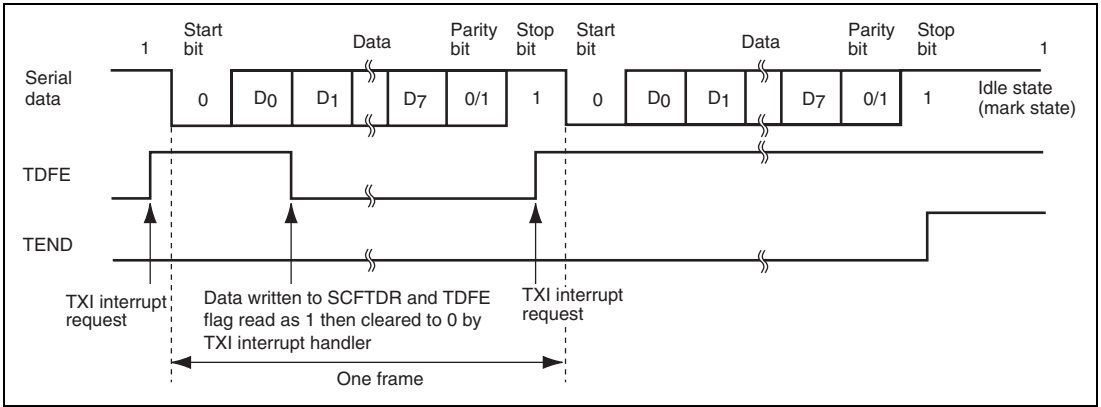 1 Start bit Data Parity bit Stop bit Start bit Data Parity bit Stop bit 1
Serial data 0 D0 D1 D7 0/1 1 0 D0 D1 D7 0/1 1 Idle state (mark state)
TDFE
TEND
TXI interrupt request
Data written to SCFTDR and TDFE
flag read as 1 then cleared to 0 by
TXI interrupt handler
TXI interrupt request
One frame